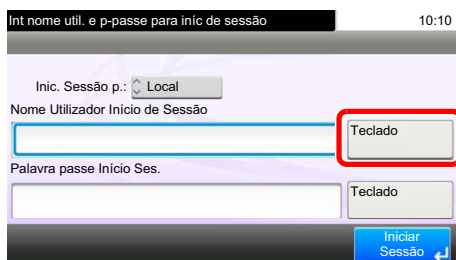 Int nome util. e p-passe para iníc de sessão 10:10
Inic. Sessão p.: Local
Nome Utilizador Início de Sessão
Teclado
Palavra passe Início Ses.
Teclado
Iniciar
Sessão